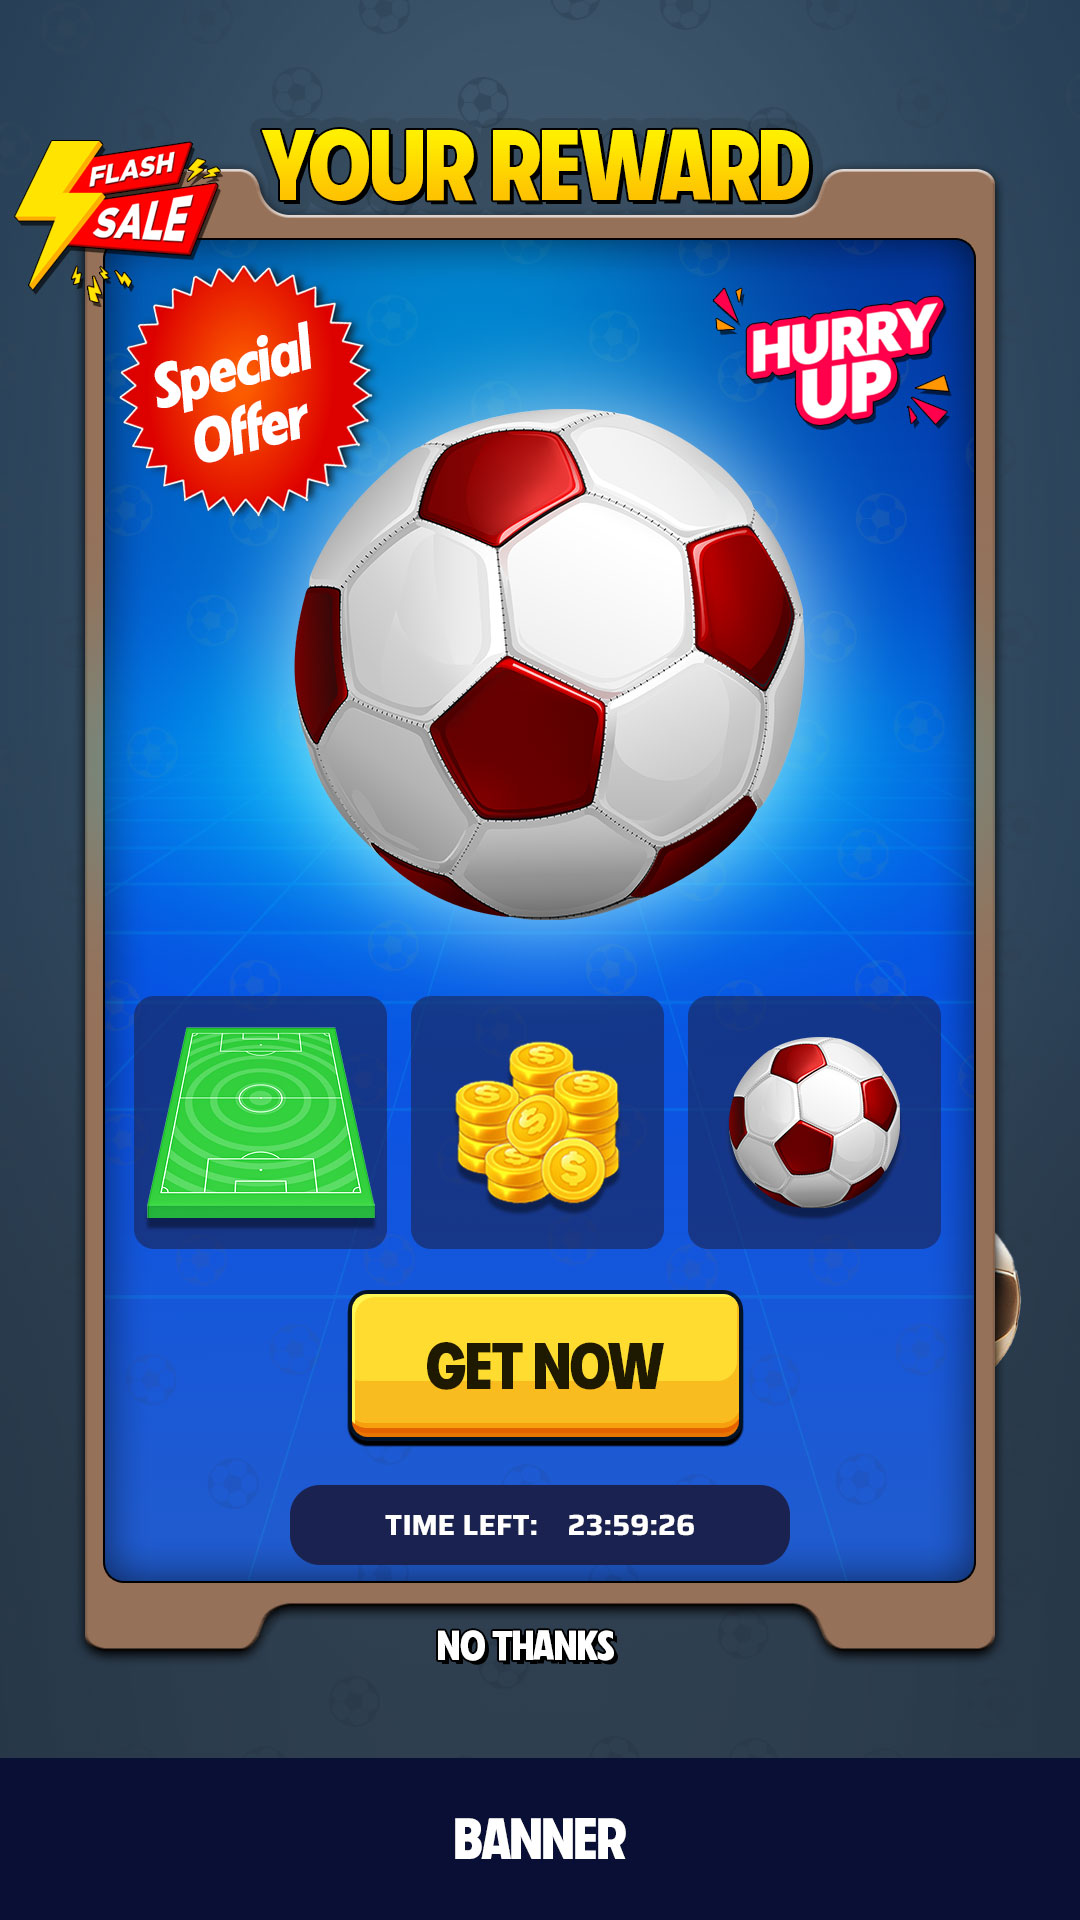 YOUR REWARD
FLASH
SALE
Special
Offer
HURRY
UP
GET NOW
TIME LEFT: 23:59:26
NO THANKS
BANNER